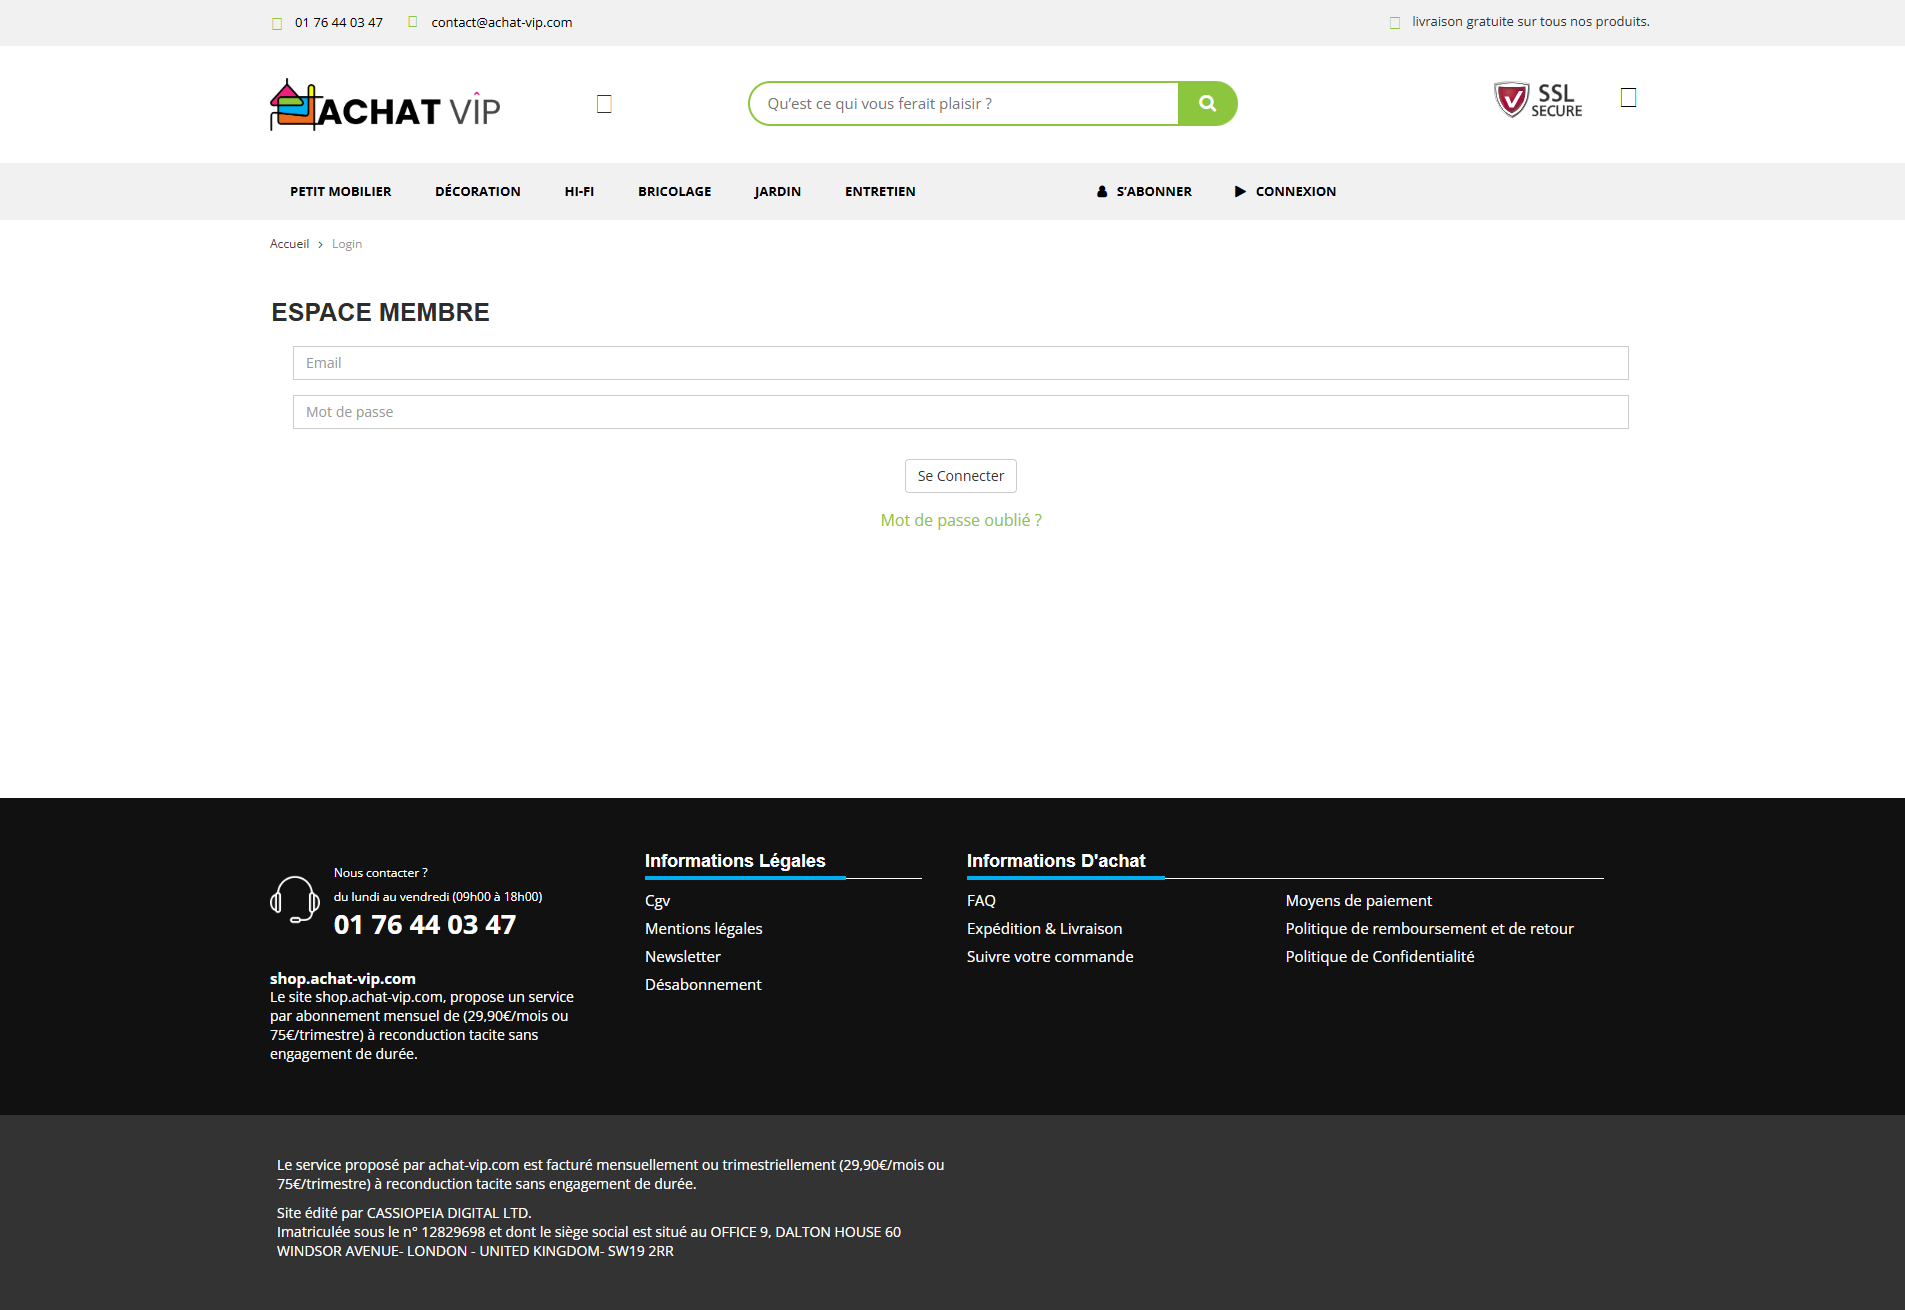 01 76 44 03 47
contact@achat-vip.com
livraison gratuite sur tous nos produits.
ACHAT VIP
Qu’est ce qui vous ferait plaisir ?
SSL
SECURE
PETIT MOBILIER
DÉCORATION
HI-FI
BRICOLAGE
JARDIN
ENTRETIEN
S’ABONNER
CONNEXION
Accueil > Login
ESPACE MEMBRE
Email
Mot de passe
Se Connecter
Mot de passe oublié ?
Nous contacter ?
du lundi au vendredi (09h00 à 18h00)
01 76 44 03 47
shop.achat-vip.com
Le site shop.achat-vip.com, propose un service
par abonnement mensuel de (29,90€/mois ou
75€/trimestre) à reconduction tacite sans
engagement de durée.
Informations Légales
Cgv
Mentions légales
Newsletter
Désabonnement
Informations D'achat
FAQ
Expédition & Livraison
Suivre votre commande
Moyens de paiement
Politique de remboursement et de retour
Politique de Confidentialité
Le service proposé par achat-vip.com est facturé mensuellement ou trimestriellement (29,90€/mois ou
75€/trimestre) à reconduction tacite sans engagement de durée.
Site édité par CASSIOPEIA DIGITAL LTD.
Imatriculée sous le n° 12829698 et dont le siège social est situé au OFFICE 9, DALTON HOUSE 60
WINDSOR AVENUE- LONDON - UNITED KINGDOM- SW19 2RR